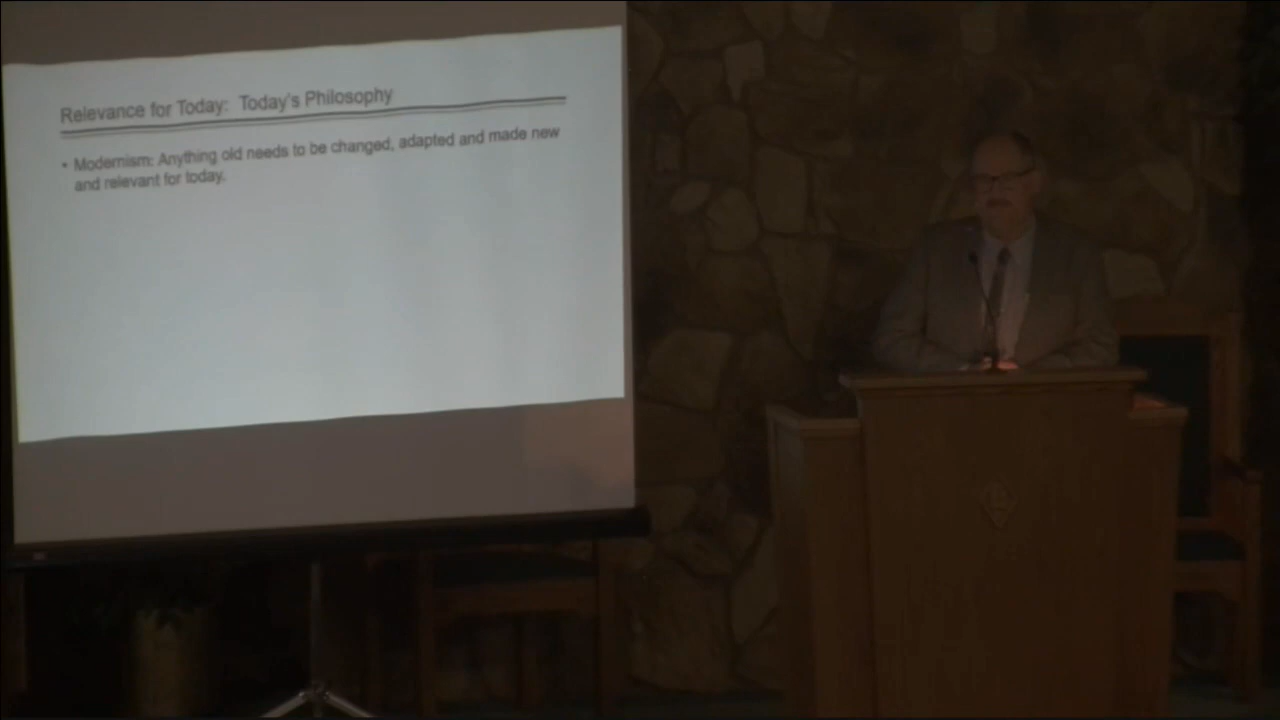 Relevance for Today: Today's Philosophy
• Modernism: Anything old needs to be changed, adapted and made new
and relevant for today.